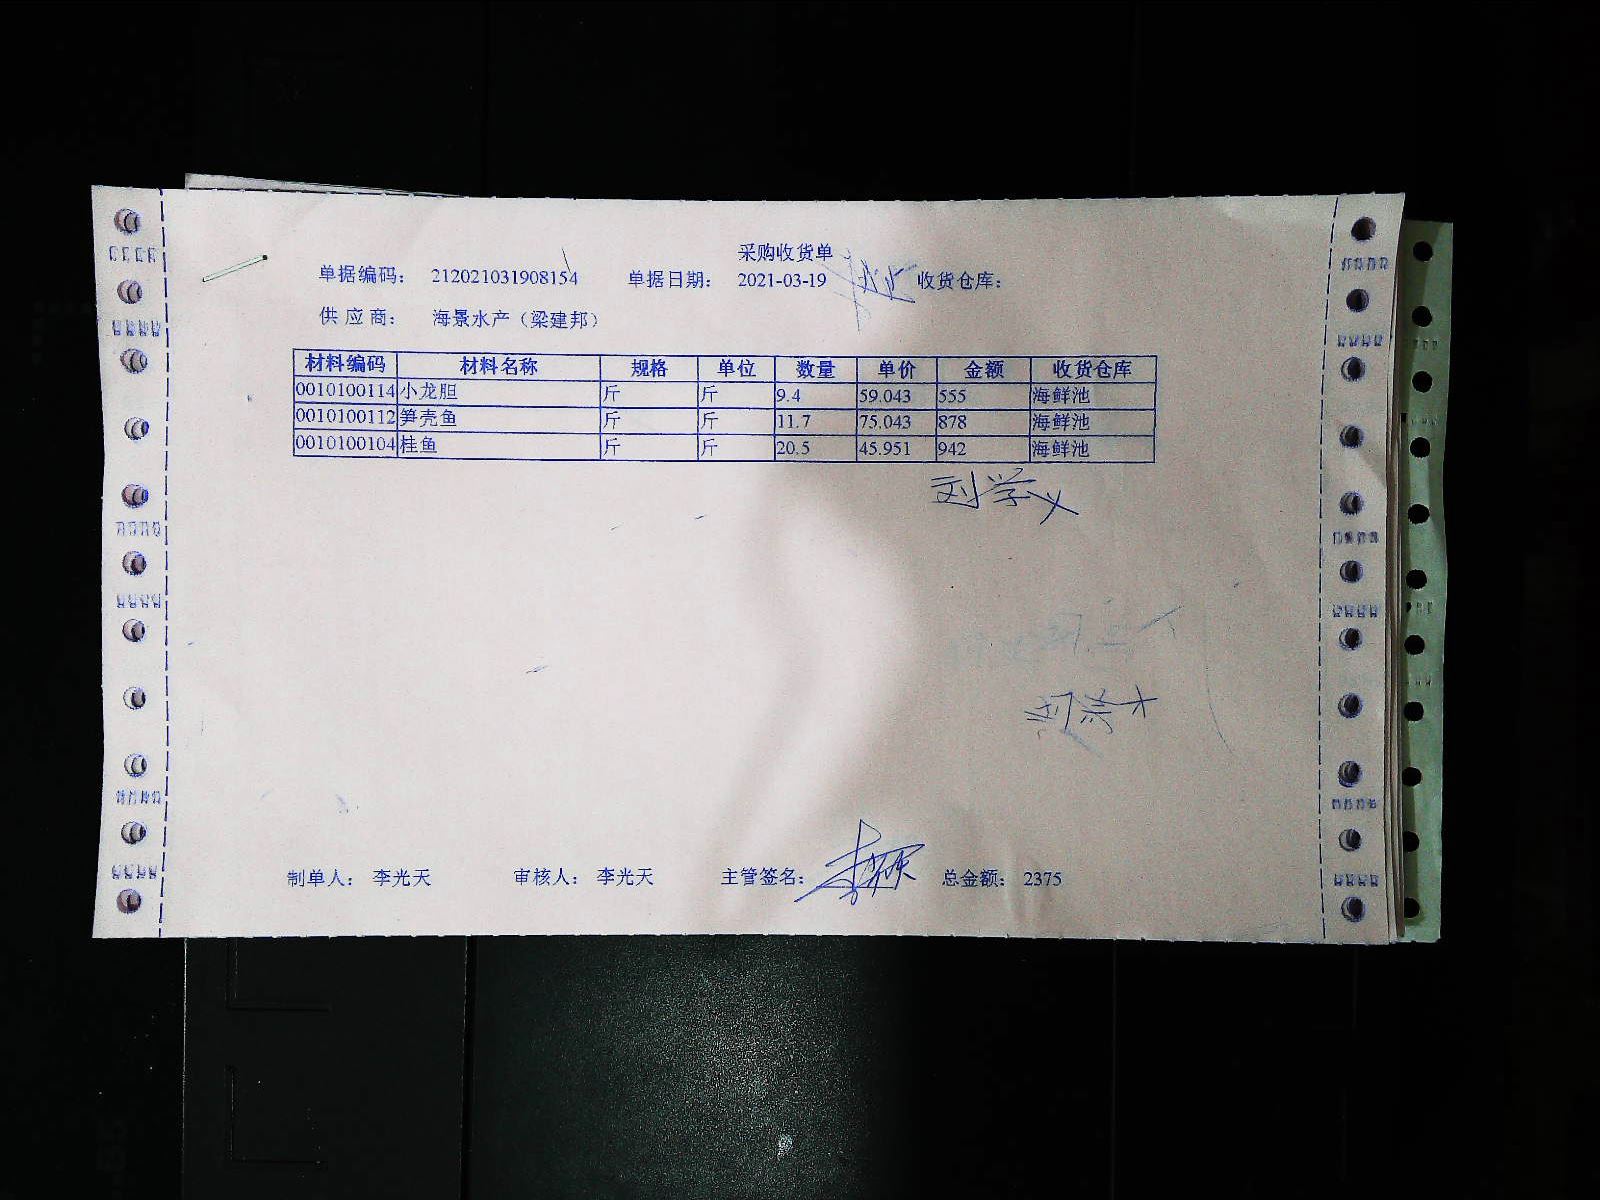 采购收货单
单据编码: 212021031908154 单据日期: 2021-03-19 收货仓库:
供应商: 海景水产（梁建邦）
材料编码 材料名称 规格 单位 数量 单价 金额 收货仓库
0010100114 小龙胆 斤 斤 9.4 59.043 555 海鲜池
0010100112 笋壳鱼 斤 斤 11.7 75.043 878 海鲜池
0010100104 桂鱼 斤 斤 20.5 45.951 942 海鲜池
刘学义
制单人: 李光天 审核人: 李光天 主管签名: 总金额: 2375